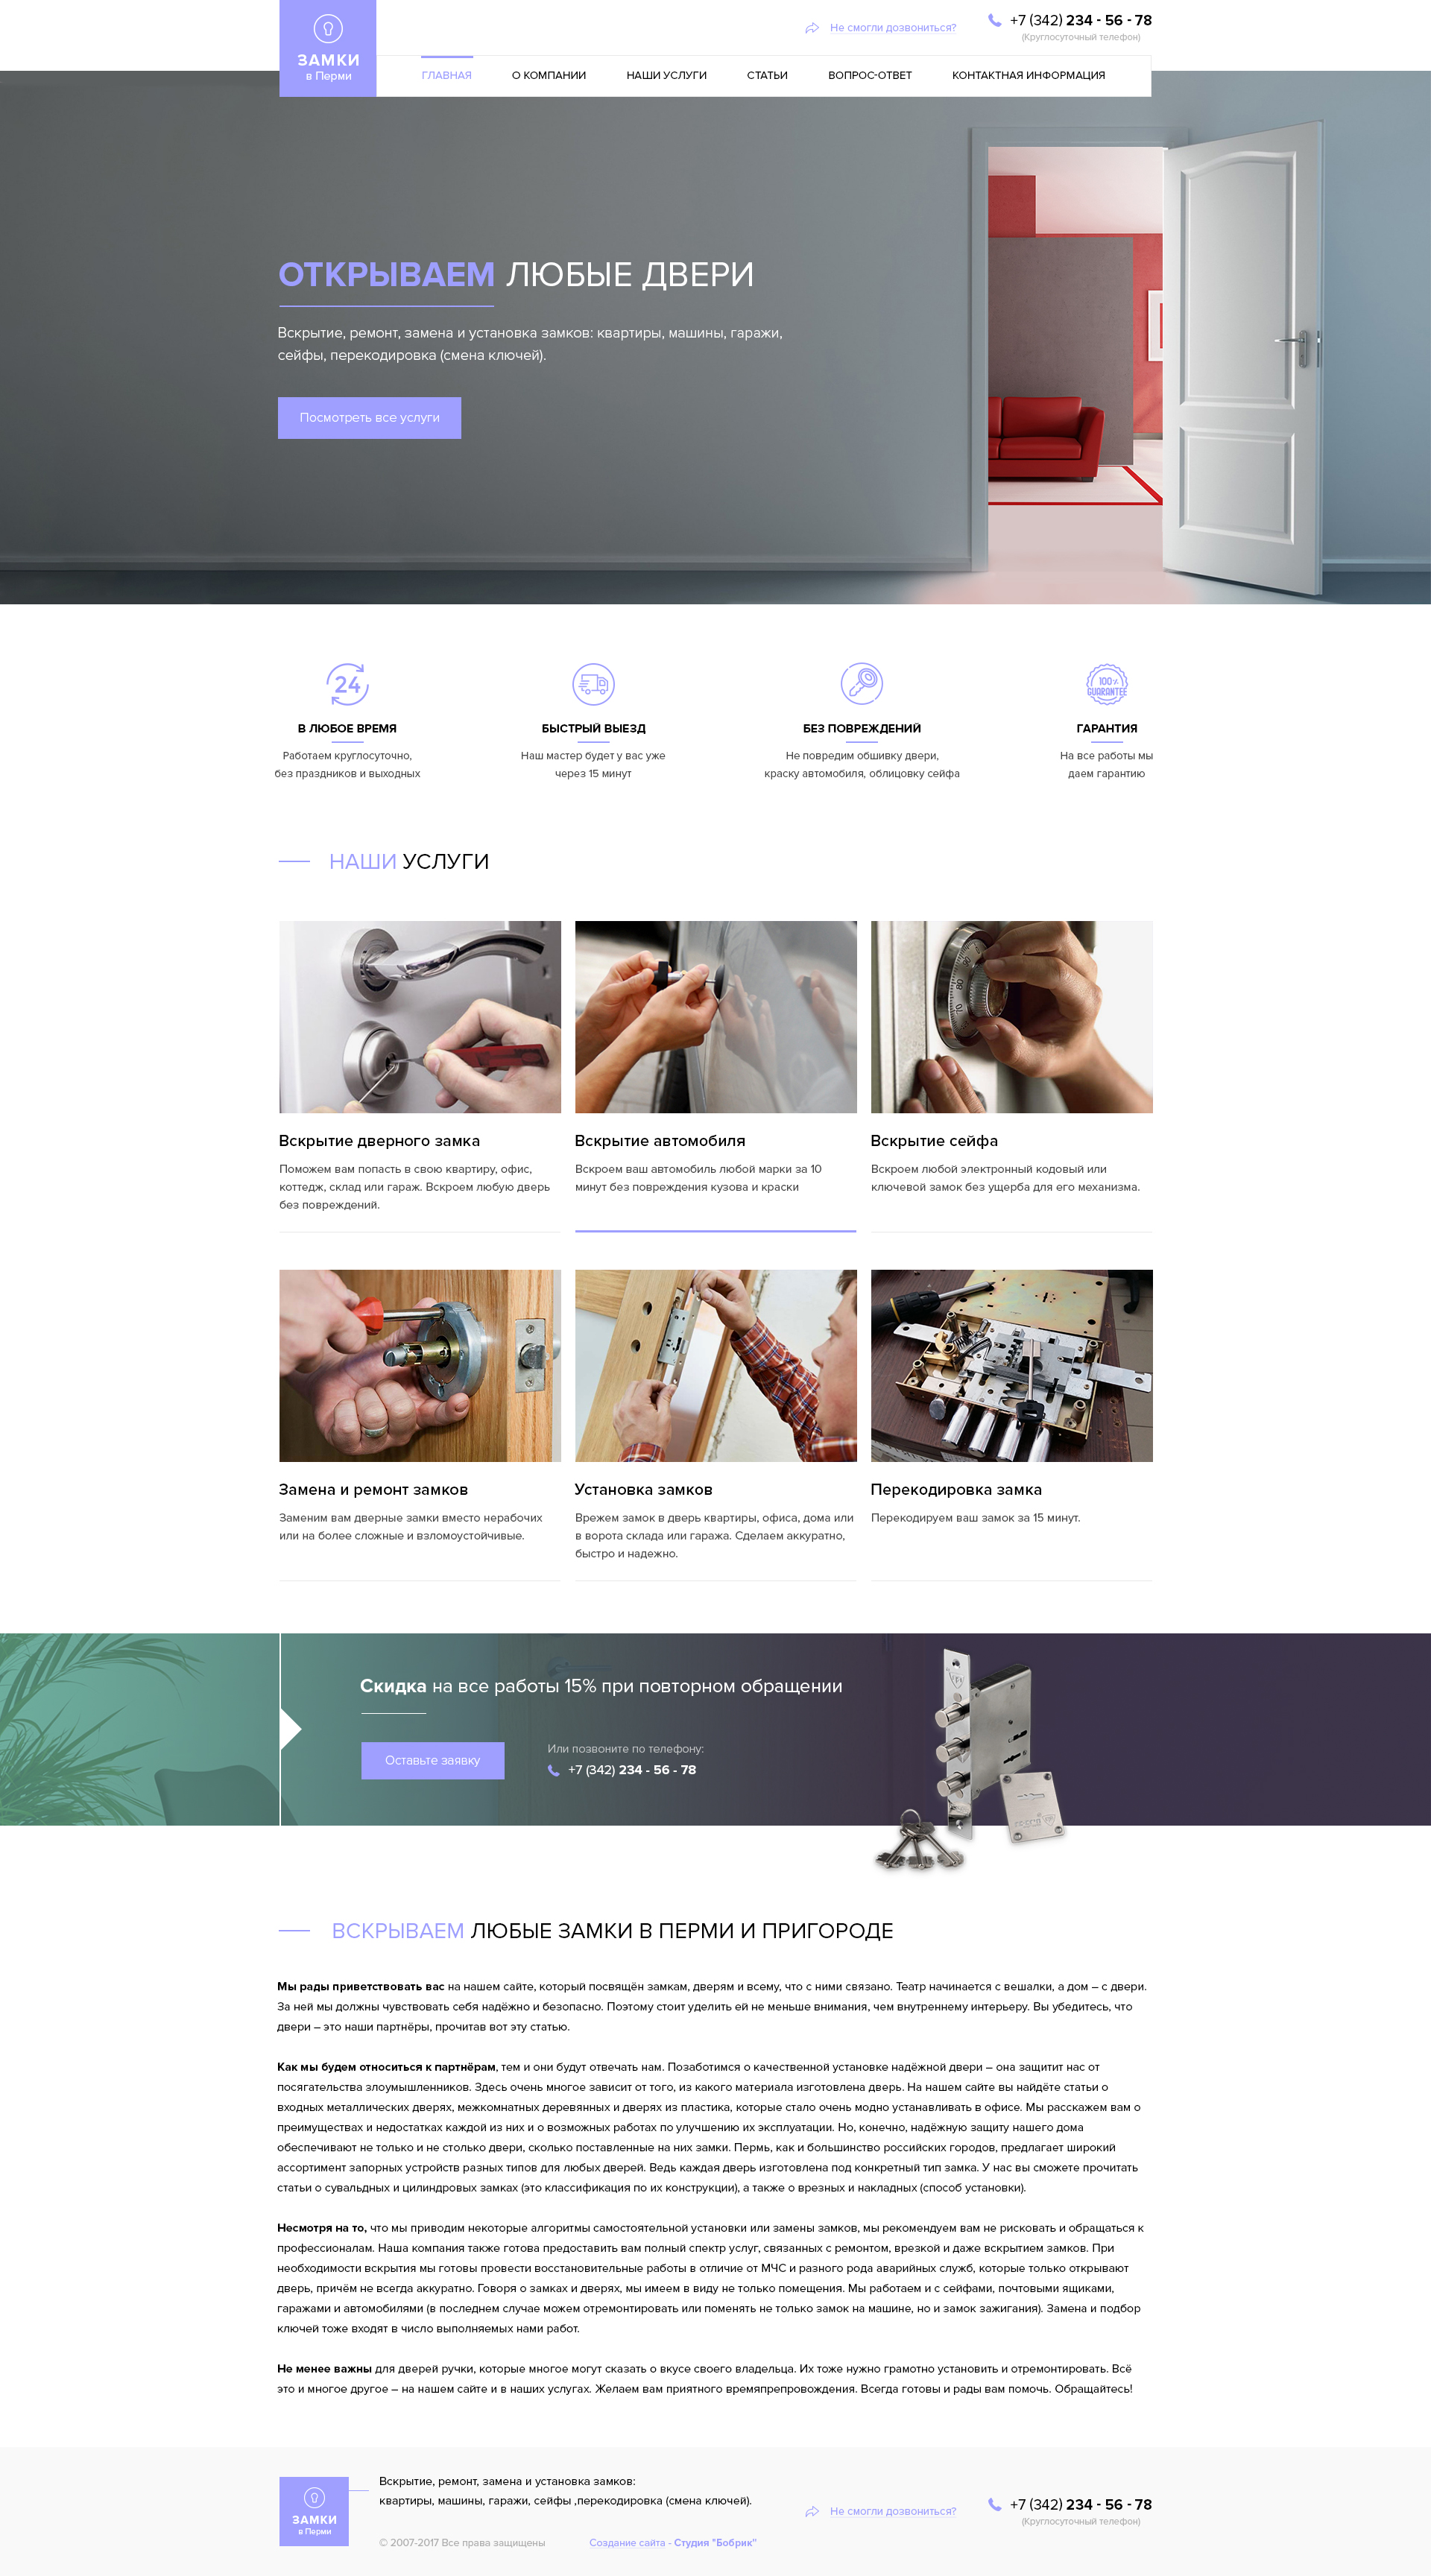 ЗАМКИ
в Перми
Не смогли дозвониться?
+7 (342) 234 - 56 - 78
(Круглосуточный телефон)
ГЛАВНАЯ О КОМПАНИИ НАШИ УСЛУГИ СТАТЬИ ВОПРОС-ОТВЕТ КОНТАКТНАЯ ИНФОРМАЦИЯ
ОТКРЫВАЕМ ЛЮБЫЕ ДВЕРИ
Вскрытие, ремонт, замена и установка замков: квартиры, машины, гаражи,
сейфы, перекодировка (смена ключей).
Посмотреть все услуги
24
В ЛЮБОЕ ВРЕМЯ
Работаем круглосуточно,
без праздников и выходных
БЫСТРЫЙ ВЫЕЗД
Наш мастер будет у вас уже
через 15 минут
БЕЗ ПОВРЕЖДЕНИЙ
Не повредим обшивку двери,
краску автомобиля, облицовку сейфа
100%
GUARANTEE
ГАРАНТИЯ
На все работы мы
даем гарантию
НАШИ УСЛУГИ
90
80
70
Вскрытие дверного замка
Поможем вам попасть в свою квартиру, офис,
коттедж, склад или гараж. Вскроем любую дверь
без повреждений.
Вскрытие автомобиля
Вскроем ваш автомобиль любой марки за 10
минут без повреждения кузова и краски
Вскрытие сейфа
Вскроем любой электронный кодовый или
ключевой замок без ущерба для его механизма.
Замена и ремонт замков
Заменим вам дверные замки вместо нерабочих
или на более сложные и взломоустойчивые.
Установка замков
Врежем замок в дверь квартиры, офиса, дома или
в ворота склада или гаража. Сделаем аккуратно,
быстро и надежно.
Перекодировка замка
Перекодируем ваш замок за 15 минут.
Скидка на все работы 15% при повторном обращении
Оставьте заявку
Или позвоните по телефону:
+7 (342) 234 - 56 - 78
ВСКРЫВАЕМ ЛЮБЫЕ ЗАМКИ В ПЕРМИ И ПРИГОРОДЕ
Мы рады приветствовать вас на нашем сайте, который посвящён замкам, дверям и всему, что с ними связано. Театр начинается с вешалки, а дом – с двери.
За ней мы должны чувствовать себя надёжно и безопасно. Поэтому стоит уделить ей не меньше внимания, чем внутреннему интерьеру. Вы убедитесь, что
двери – это наши партнёры, прочитав вот эту статью.
Как мы будем относиться к партнёрам, тем и они будут отвечать нам. Позаботимся о качественной установке надёжной двери – она защитит нас от
посягательства злоумышленников. Здесь очень многое зависит от того, из какого материала изготовлена дверь. На нашем сайте вы найдёте статьи о
входных металлических дверях, межкомнатных деревянных и дверях из пластика, которые стало очень модно устанавливать в офисе. Мы расскажем вам о
преимуществах и недостатках каждой из них и о возможных работах по улучшению их эксплуатации. Но, конечно, надёжную защиту нашего дома
обеспечивают не только и не столько двери, сколько поставленные на них замки. Пермь, как и большинство российских городов, предлагает широкий
ассортимент запорных устройств разных типов для любых дверей. Ведь каждая дверь изготовлена под конкретный тип замка. У нас вы сможете прочитать
статьи о сувальдных и цилиндровых замках (это классификация по их конструкции), а также о врезных и накладных (способ установки).
Несмотря на то, что мы приводим некоторые алгоритмы самостоятельной установки или замены замков, мы рекомендуем вам не рисковать и обращаться к
профессионалам. Наша компания также готова предоставить вам полный спектр услуг, связанных с ремонтом, врезкой и даже вскрытием замков. При
необходимости вскрытия мы готовы провести восстановительные работы в отличие от МЧС и разного рода аварийных служб, которые только открывают
дверь, причём не всегда аккуратно. Говоря о замках и дверях, мы имеем в виду не только помещения. Мы работаем и с сейфами, почтовыми ящиками,
гаражами и автомобилями (в последнем случае можем отремонтировать или поменять не только замок на машине, но и замок зажигания). Замена и подбор
ключей тоже входят в число выполняемых нами работ.
Не менее важны для дверей ручки, которые многое могут сказать о вкусе своего владельца. Их тоже нужно грамотно установить и отремонтировать. Всё
это и многое другое – на нашем сайте и в наших услугах. Желаем вам приятного времяпрепровождения. Всегда готовы и рады вам помочь. Обращайтесь!
ЗАМКИ
в Перми
Вскрытие, ремонт, замена и установка замков:
квартиры, машины, гаражи, сейфы ,перекодировка (смена ключей).
© 2007-2017 Все права защищены
Создание сайта - Студия "Бобрик"
Не смогли дозвониться?
+7 (342) 234 - 56 - 78
(Круглосуточный телефон)